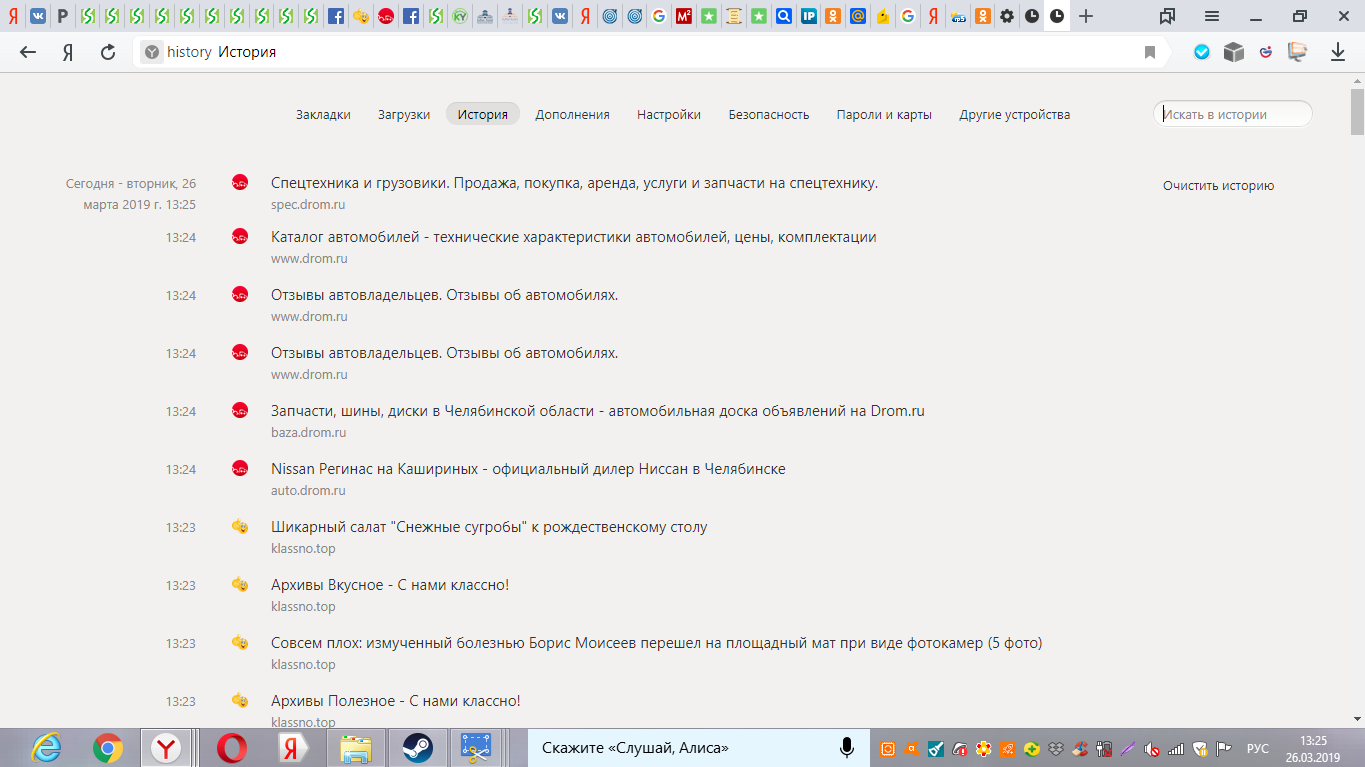 history История
Закладки Загрузки История Дополнения Настройки Безопасность Пароли и карты Другие устройства Искать в истории
Сегодня - вторник, 26 марта 2019 г. 13:25
Спецтехника и грузовики. Продажа, покупка, аренда, услуги и запчасти на спецтехнику.
spec.drom.ru
Очистить историю
13:24 Каталог автомобилей - технические характеристики автомобилей, цены, комплектации
www.drom.ru
13:24 Отзывы автовладельцев. Отзывы об автомобилях.
www.drom.ru
13:24 Отзывы автовладельцев. Отзывы об автомобилях.
www.drom.ru
13:24 Запчасти, шины, диски в Челябинской области - автомобильная доска объявлений на Drom.ru
baza.drom.ru
13:24 Nissan Регинас на Кашириных - официальный дилер Ниссан в Челябинске
auto.drom.ru
13:23 Шикарный салат "Снежные сугробы" к рождественскому столу
klassno.top
13:23 Архивы Вкусное - С нами классно!
klassno.top
13:23 Совсем плох: измученный болезнью Борис Моисеев перешел на площадный мат при виде фотокамер (5 фото)
klassno.top
13:23 Архивы Полезное - С нами классно!
klassno.top
Скажите «Слушай, Алиса»
РУС
13:25
26.03.2019